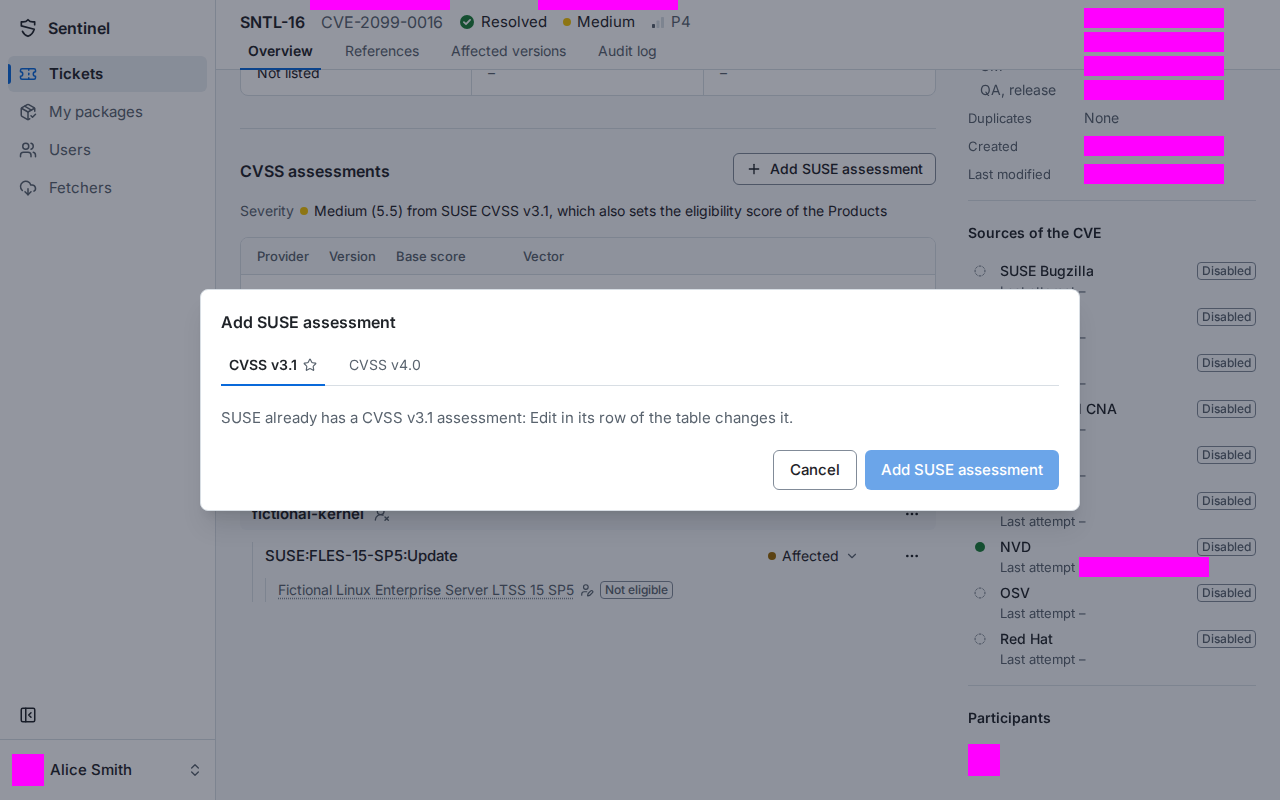 Sentinel
Tickets
My packages
Users
Fetchers
Alice Smith
SNTL-16 CVE-2099-0016 Resolved Medium P4
Overview References Affected versions Audit log
Not listed – –
CVSS assessments
Add SUSE assessment
Severity Medium (5.5) from SUSE CVSS v3.1, which also sets the eligibility score of the Products
Provider Version Base score Vector
Add SUSE assessment
CVSS v3.1 CVSS v4.0
SUSE already has a CVSS v3.1 assessment: Edit in its row of the table changes it.
Cancel Add SUSE assessment
fictional-kernel
SUSE:FLES-15-SP5:Update Affected
Fictional Linux Enterprise Server LTSS 15 SP5 Not eligible
QA, release
Duplicates None
Created
Last modified
Sources of the CVE
SUSE Bugzilla Disabled
Disabled
Disabled
CNA Disabled
Disabled
Disabled
Last attempt –
NVD Disabled
Last attempt
OSV Disabled
Last attempt –
Red Hat Disabled
Last attempt –
Participants